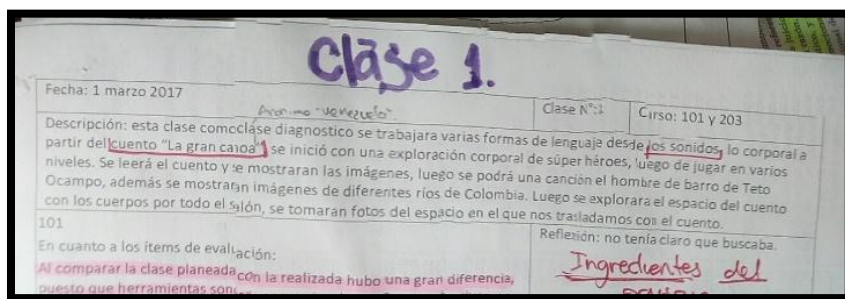 Clase 1.
Fecha: 1 marzo 2017
Anonimo "Venezuela".
Clase N°:1
Curso: 101 y 203
Descripción: esta clase como clase diagnostico se trabajara varias formas de lenguaje desde los sonidos, lo corporal a
partir del cuento "La gran canoa" se inició con una exploración corporal de súper héroes, luego de jugar en varios
niveles. Se leerá el cuento y se mostraran las imágenes, luego se podrá una canción el hombre de barro de Teto
Ocampo, además se mostraran imágenes de diferentes ríos de Colombia. Luego se explorara el espacio del cuento
con los cuerpos por todo el salón, se tomaran fotos del espacio en el que nos trasladamos con el cuento.
101
En cuanto a los ítems de evaluación:
Al comparar la clase planeada con la realizada hubo una gran diferencia,
puesto que herramientas
Reflexión: no tenía claro que buscaba.
Ingredientes del